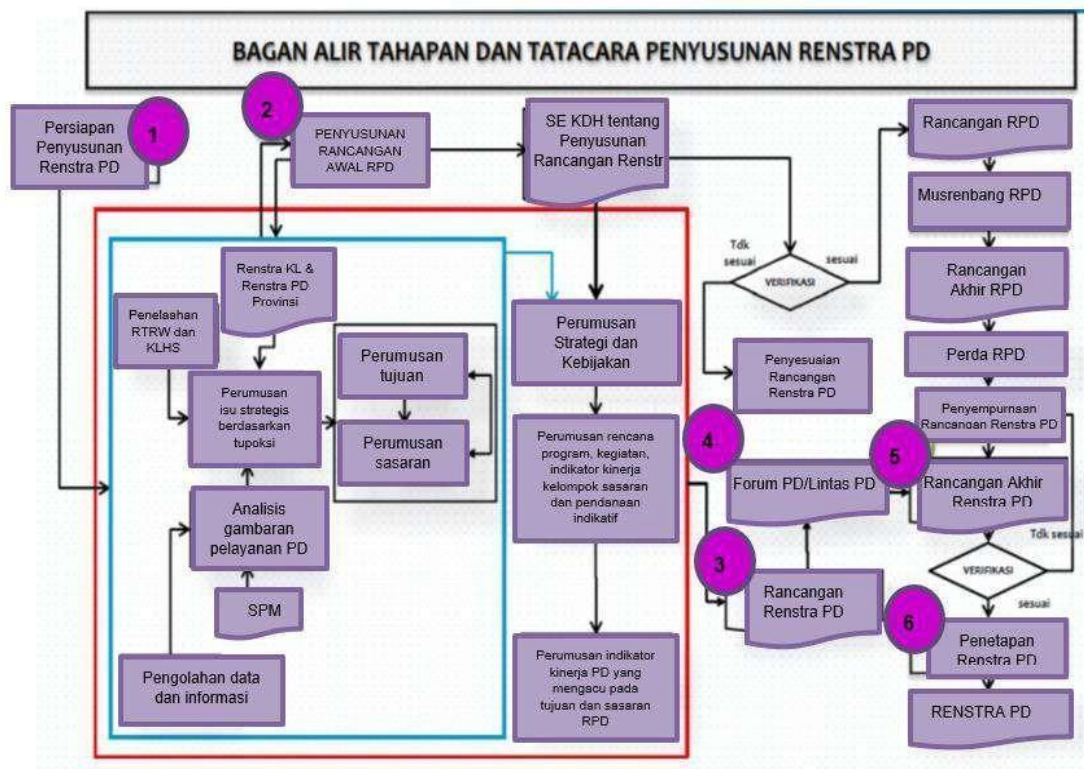 BAGAN ALIR TAHAPAN DAN TATACARA PENYUSUNAN RENSTRA PD
1
Persiapan
Penyusunan
Renstra PD
2
PENYUSUNAN
RANCANGAN
AWAL RPD
SE KDH tentang
Penyusunan
Rancangan Renstr
Rancangan RPD
Musrenbang RPD
Tdk
sesuai
sesuai
VERIFIKASI
Rancangan
Akhir RPD
Perda RPD
Penyesuaian
Rancangan
Renstra PD
Penyempurnaan
Rancangan Renstra PD
Renstra KL &
Renstra PD
Provinsi
Penelaahan
RTRW dan
KLHS
Perumusan
isu strategis
berdasarkan
tupoksi
Perumusan
tujuan
Perumusan
sasaran
Analisis
gambaran
pelayanan PD
SPM
Pengolahan data
dan informasi
Perumusan
Strategi dan
Kebijakan
Perumusan rencana
program, kegiatan,
indikator kinerja
kelompok sasaran
dan pendanaan
indikatif
Perumusan indikator
kinerja PD yang
mengacu pada
tujuan dan sasaran
RPD
3
Rancangan
Renstra PD
4
Forum PD/Lintas PD
5
Rancangan Akhir
Renstra PD
Tdk sesuai
VERIFIKASI
sesuai
6
Penetapan
Renstra PD
RENSTRA PD